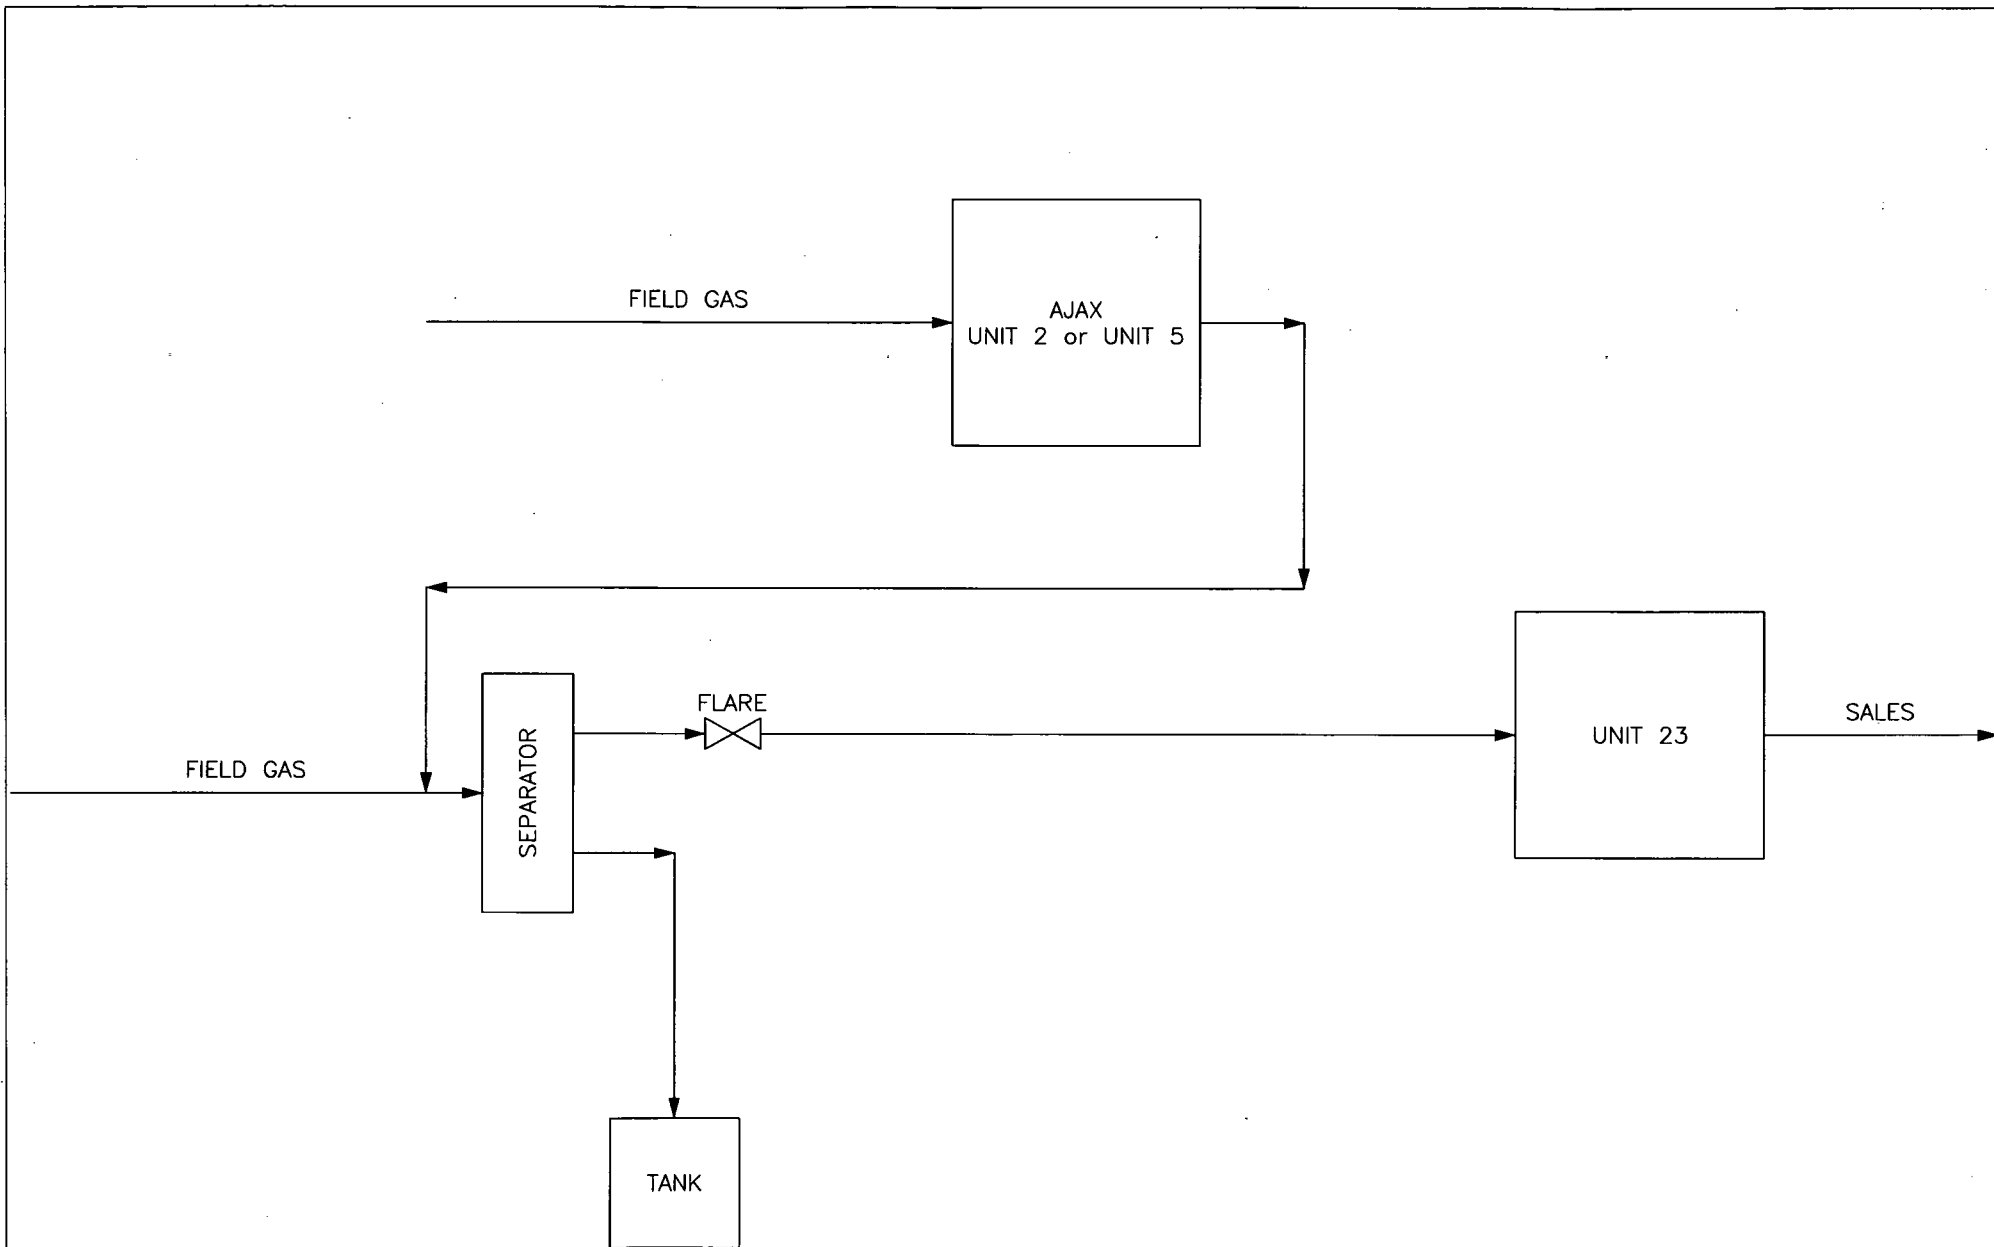 FIELD GAS
AJAX
UNIT 2 or UNIT 5
FLARE
SALES
UNIT 23
FIELD GAS
SEPARATOR
TANK